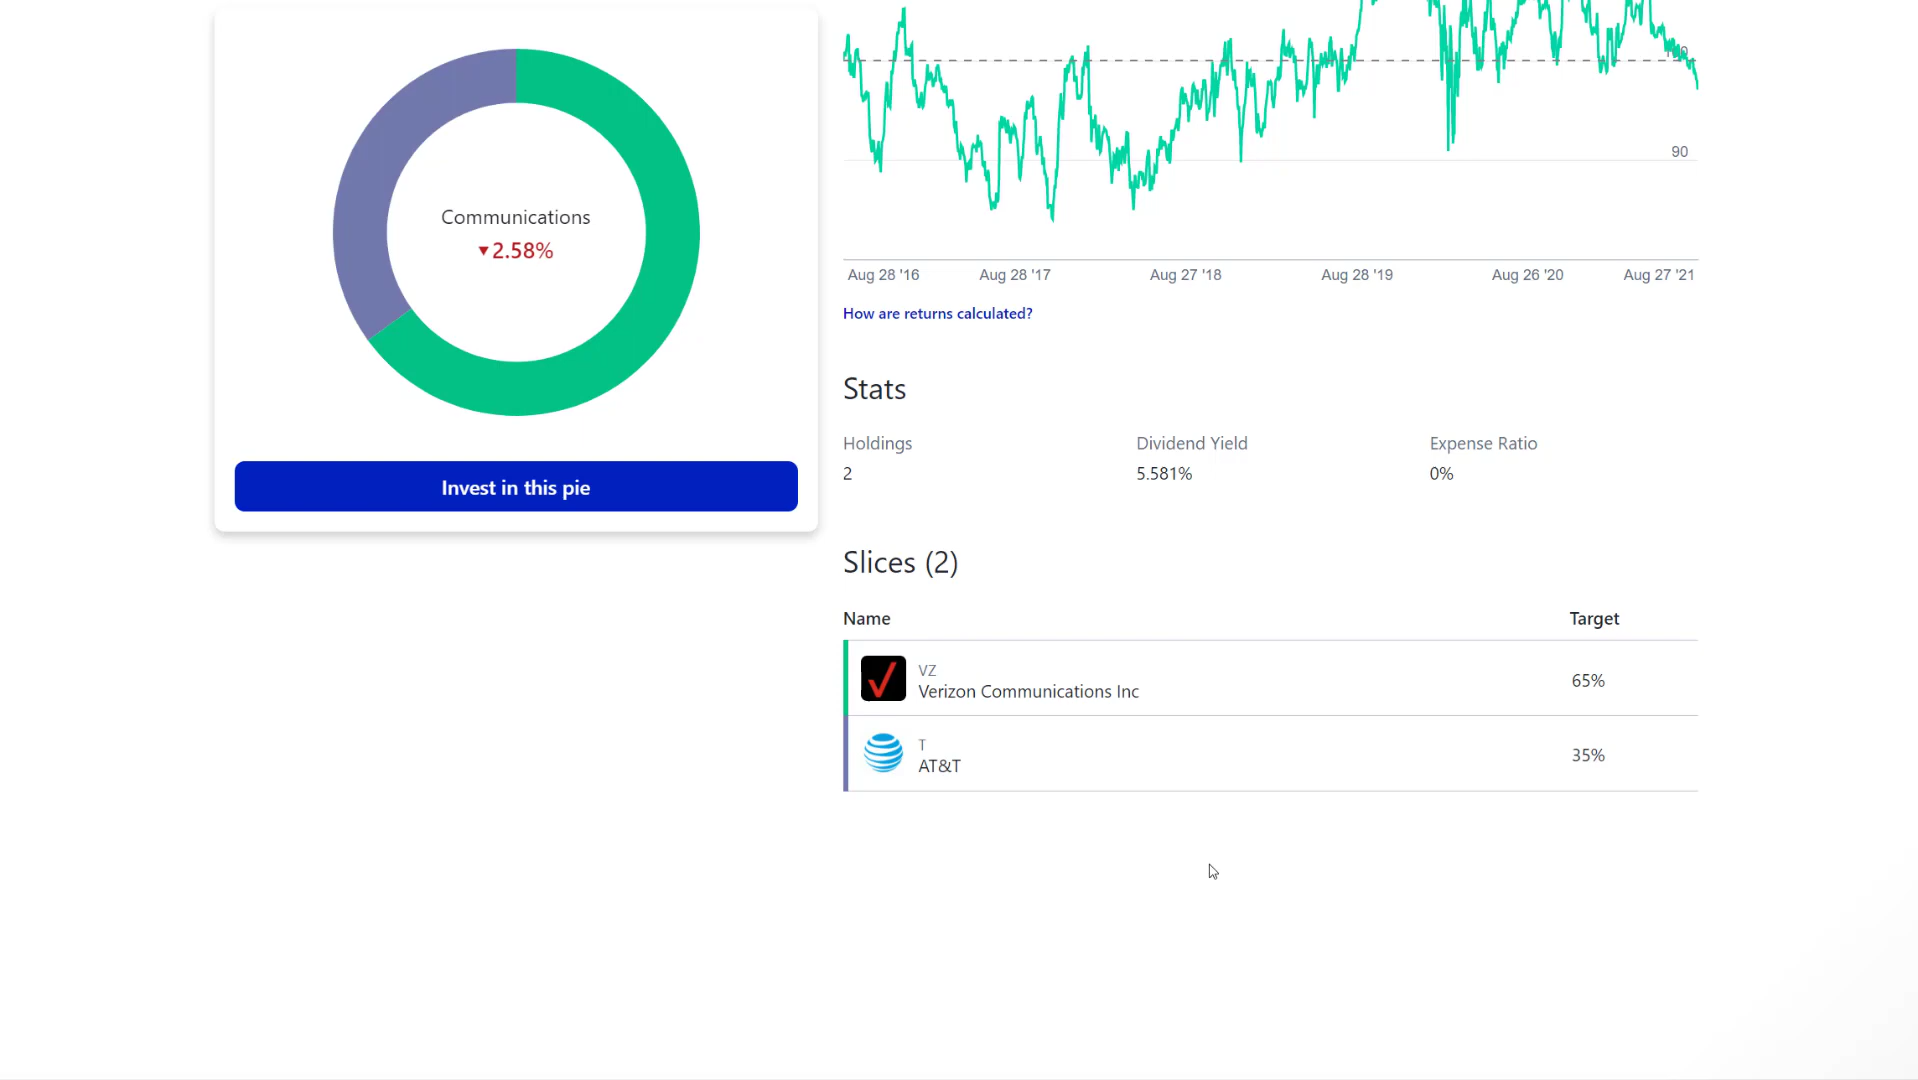 Communications
▼2.58%
Invest in this pie
90
Aug 28 '16
Aug 28 '17
Aug 27 '18
Aug 28 '19
Aug 26 '20
Aug 27 '21
How are returns calculated?
Stats
Holdings
Dividend Yield
Expense Ratio
2
5.581%
0%
Slices (2)
Name
Target
VZ
Verizon Communications Inc
65%
T
AT&T
35%